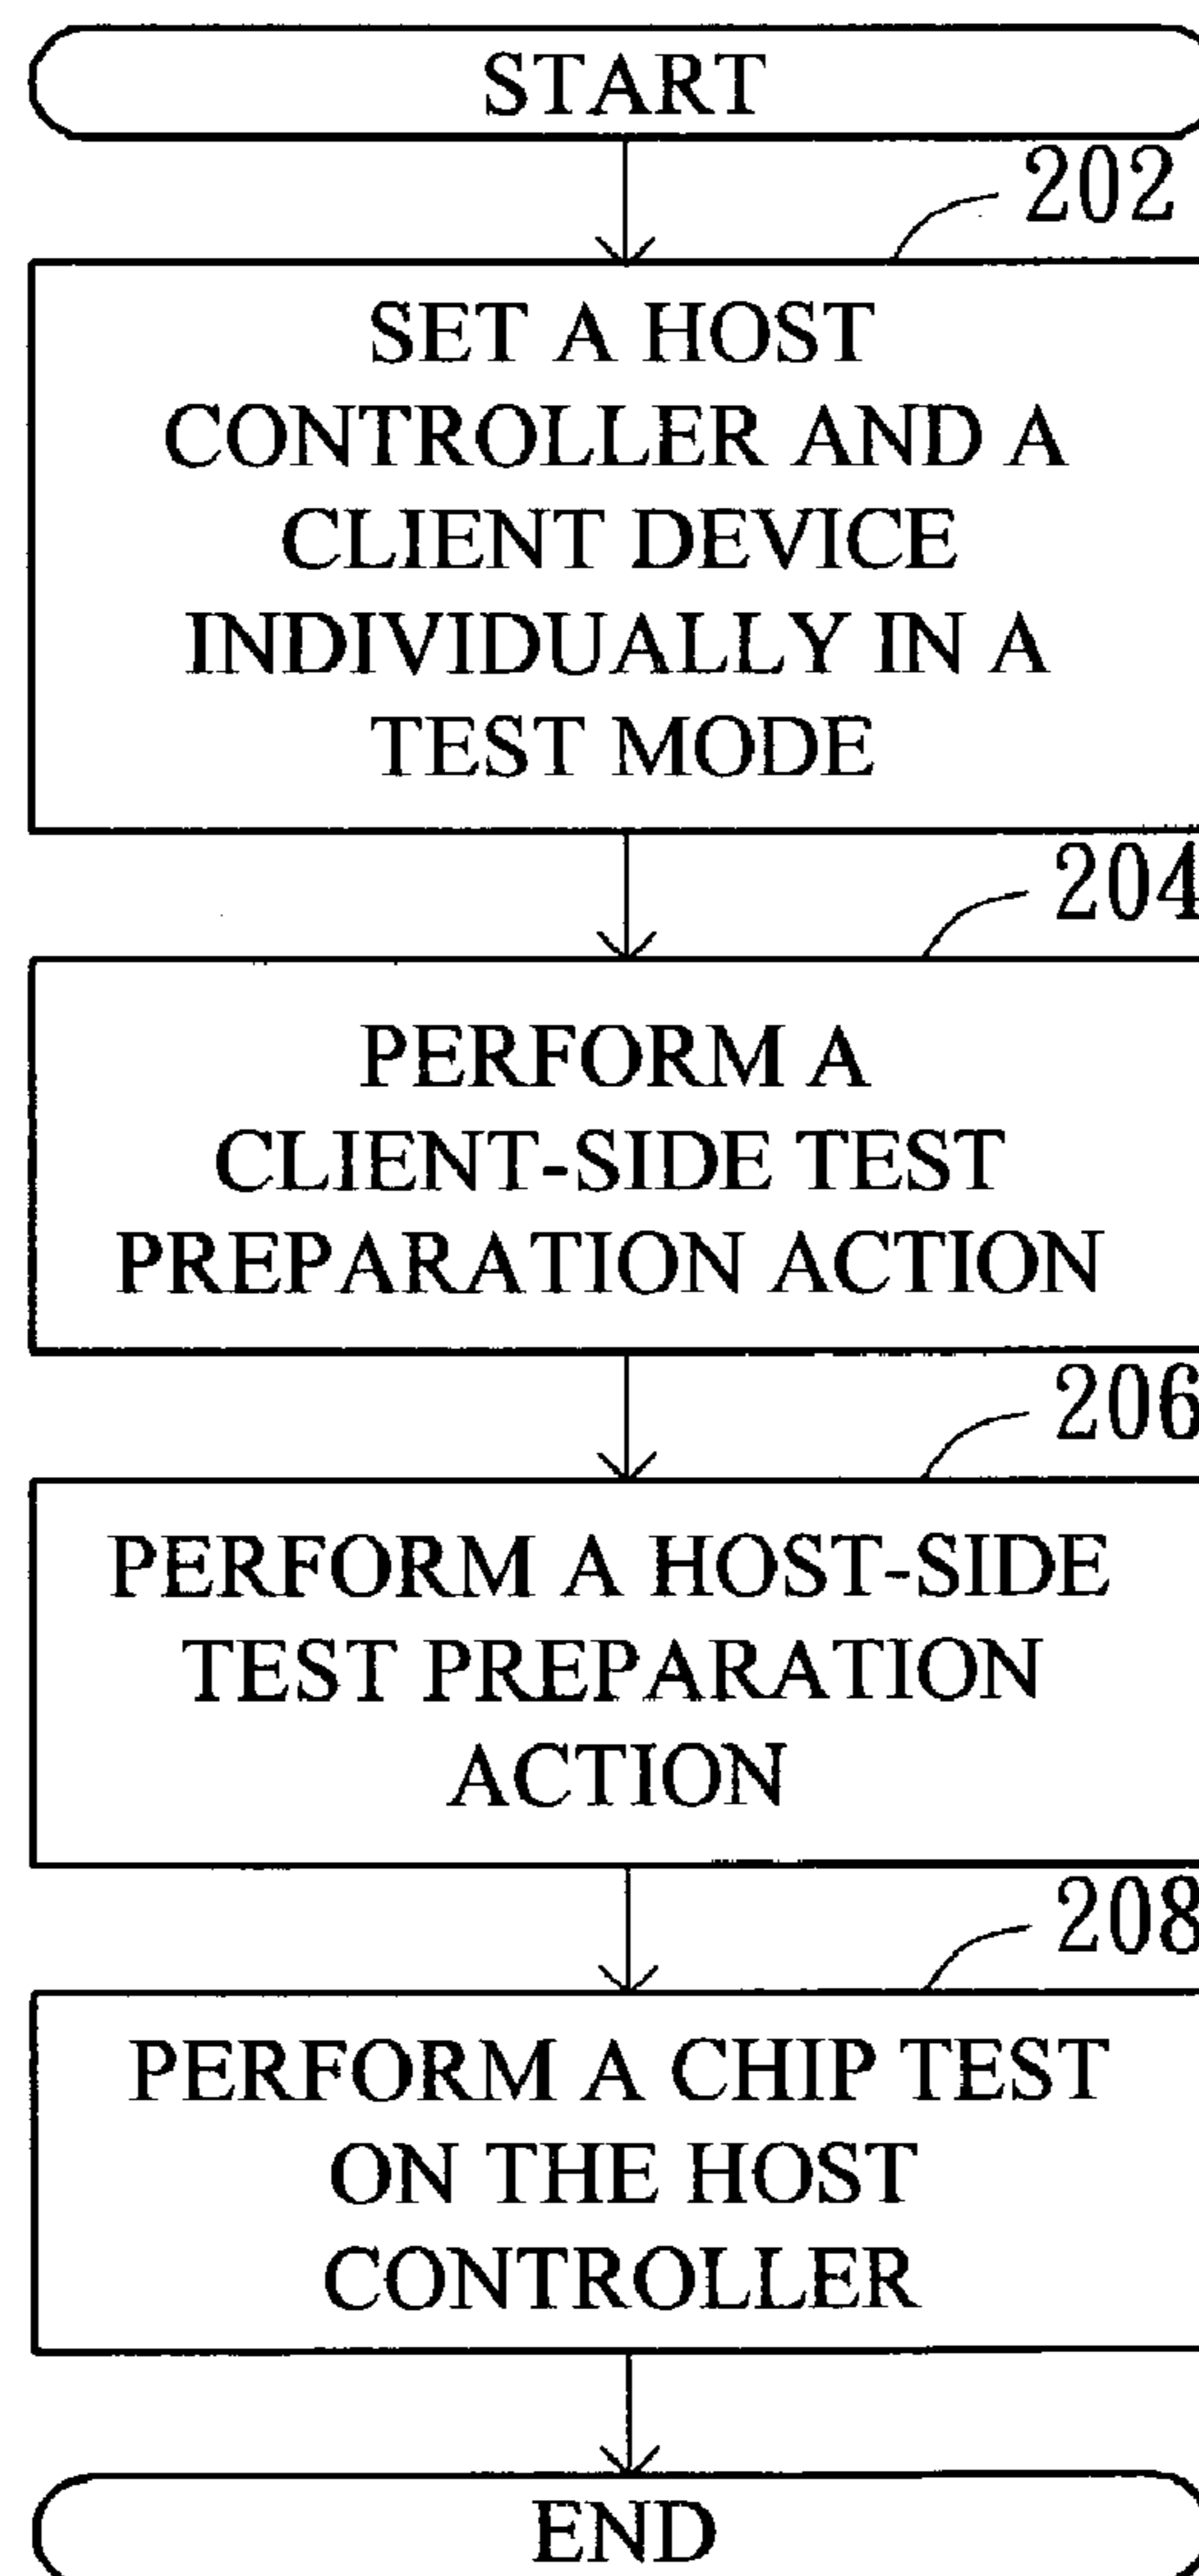 START
202
SET A HOST
CONTROLLER AND A
CLIENT DEVICE
INDIVIDUALLY IN A
TEST MODE
204
PERFORM A
CLIENT-SIDE TEST
PREPARATION ACTION
206
PERFORM A HOST-SIDE
TEST PREPARATION
ACTION
208
PERFORM A CHIP TEST
ON THE HOST
CONTROLLER
END